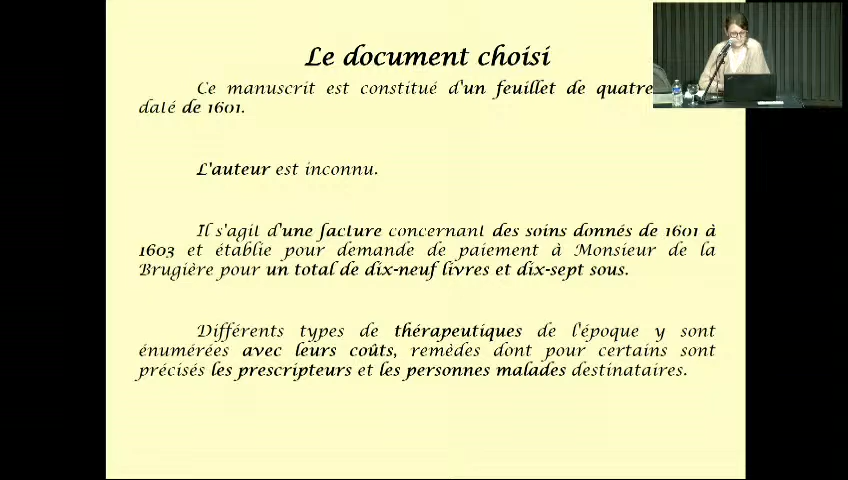 Le document choisi
Ce manuscrit est constitué d'un feuillet de quatre
daté de 1601.
L'auteur est inconnu.
Il s'agit d'une facture concernant des soins donnés de 1601 à
1603 et établie pour demande de paiement à Monsieur de la
Brugière pour un total de dix-neuf livres et dix-sept sous.
Différents types de thérapeutiques de l'époque y sont
énumérées avec leurs coûts, remèdes dont pour certains sont
précisés les prescripteurs et les personnes malades destinataires.